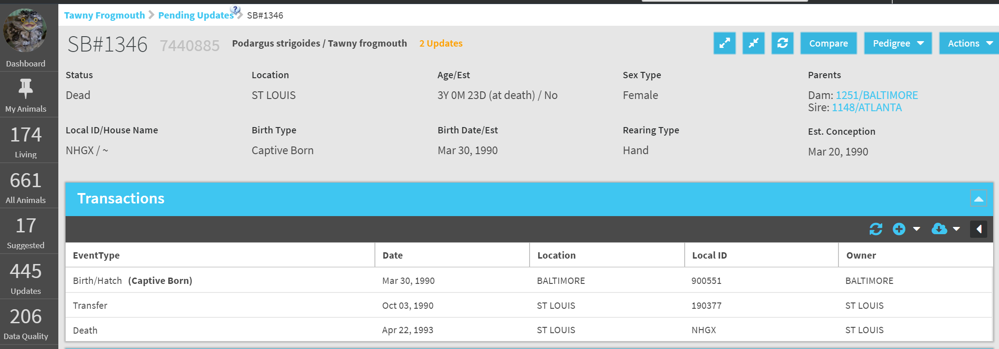 Tawny Frogmouth Pending Updates ? SB#1346
SB#1346 7440885 Podargus strigoides / Tawny frogmouth 2 Updates Compare Pedigree Actions
Dashboard
My Animals
174
Living
661
All Animals
17
Suggested
445
Updates
206
Data Quality
Status Location Age/Est Sex Type Parents
Dead ST LOUIS 3Y 0M 23D (at death) / No Female Dam: 1251/BALTIMORE
Sire: 1148/ATLANTA
Local ID/House Name Birth Type Birth Date/Est Rearing Type Est. Conception
NHGX / ~ Captive Born Mar 30, 1990 Hand Mar 20, 1990
Transactions
EventType Date Location Local ID Owner
Birth/Hatch (Captive Born) Mar 30, 1990 BALTIMORE 900551 BALTIMORE
Transfer Oct 03, 1990 ST LOUIS 190377 ST LOUIS
Death Apr 22, 1993 ST LOUIS NHGX ST LOUIS